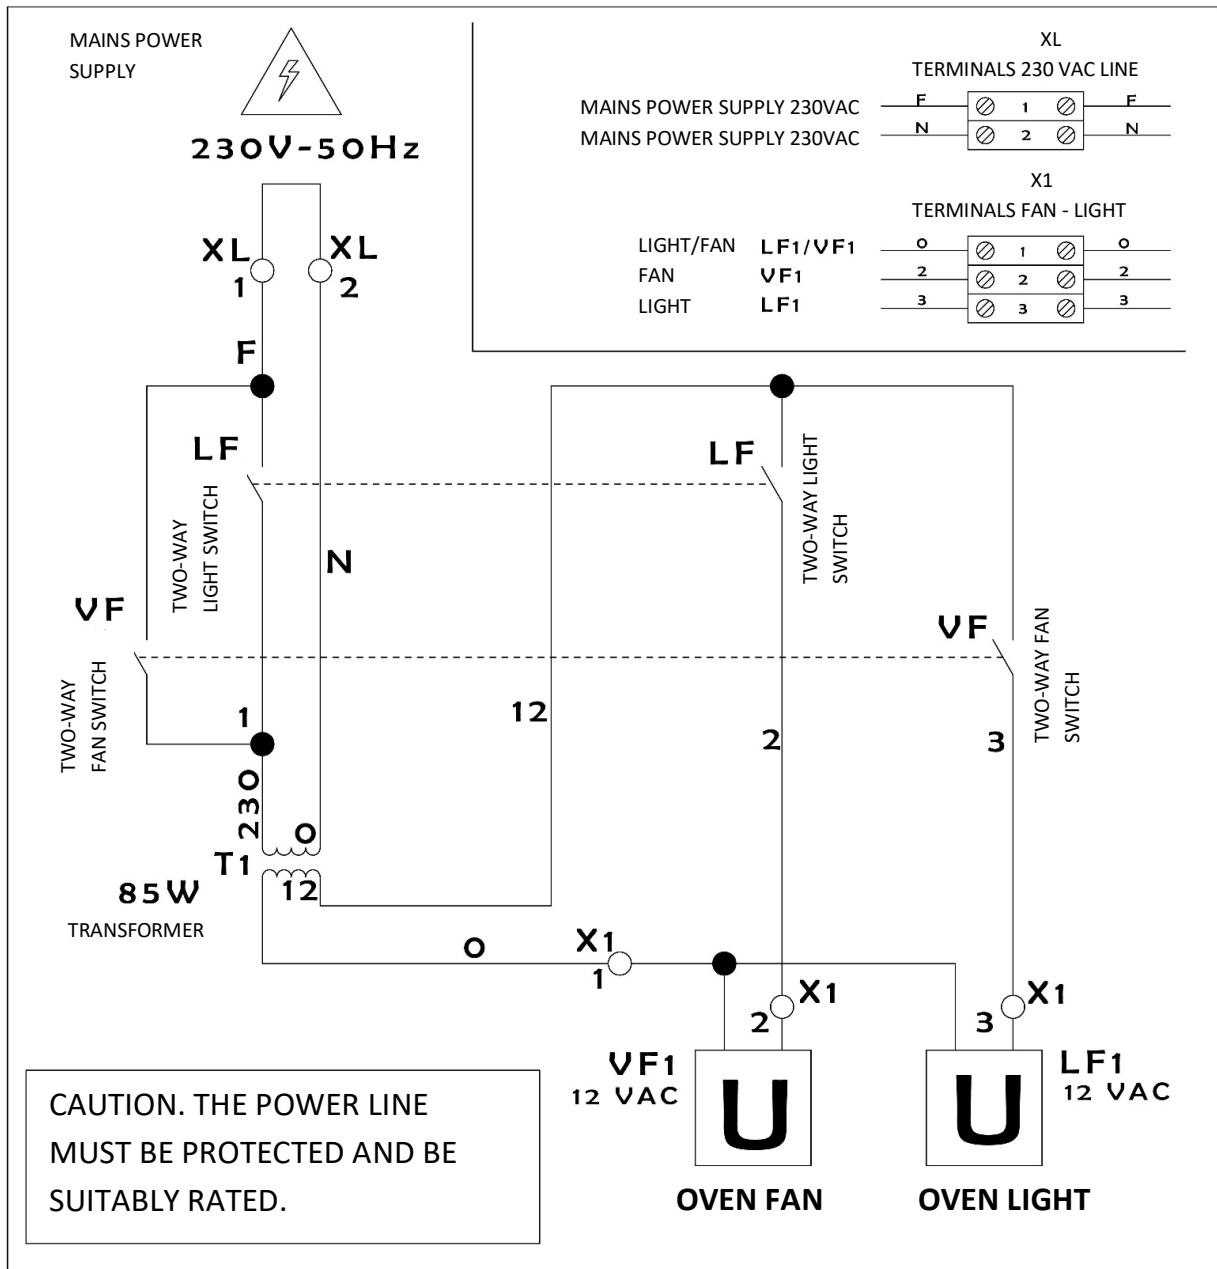 MAINS POWER
SUPPLY
230V-50Hz
XL
TERMINALS 230 VAC LINE
MAINS POWER SUPPLY 230VAC F 1 F
MAINS POWER SUPPLY 230VAC N 2 N
X1
TERMINALS FAN - LIGHT
LIGHT/FAN LF1/VF1 0 1 0
FAN VF1 2 2 2
LIGHT LF1 3 3 3
XL
1
XL
2
F
LF
TWO-WAY
LIGHT SWITCH
N
LF
TWO-WAY LIGHT
SWITCH
VF
TWO-WAY
FAN SWITCH
VF
TWO-WAY FAN
SWITCH
1
12
2
3
230
0
T1
12
85W
TRANSFORMER
0
X1
1
X1
2
X1
3
VF1
12 VAC
U
OVEN FAN
LF1
12 VAC
U
OVEN LIGHT
CAUTION. THE POWER LINE
MUST BE PROTECTED AND BE
SUITABLY RATED.